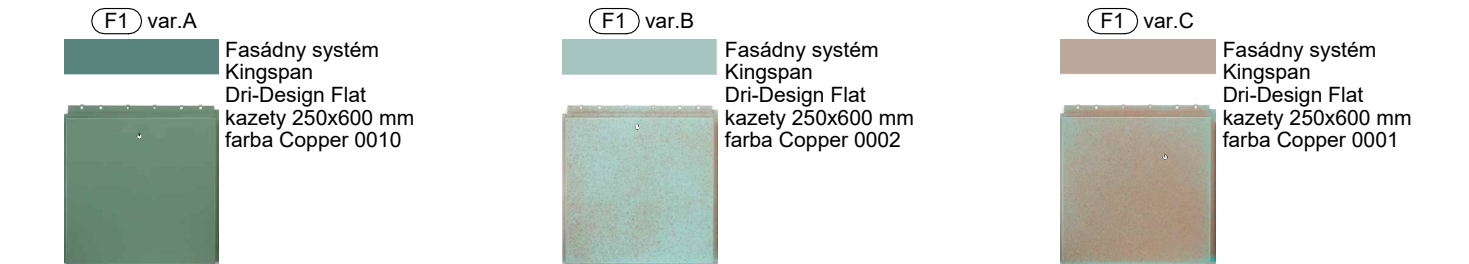 F1 var.A
Fasádny systém
Kingspan
Dri-Design Flat
kazety 250x600 mm
farba Copper 0010
F1 var.B
Fasádny systém
Kingspan
Dri-Design Flat
kazety 250x600 mm
farba Copper 0002
F1 var.C
Fasádny systém
Kingspan
Dri-Design Flat
kazety 250x600 mm
farba Copper 0001